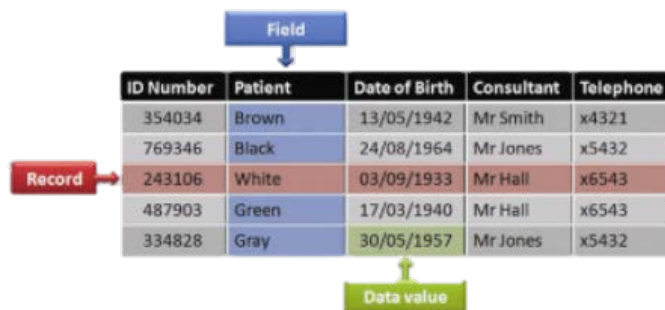 Field
ID Number Patient Date of Birth Consultant Telephone
354034 Brown 13/05/1942 Mr Smith x4321
769346 Black 24/08/1964 Mr Jones x5432
Record 243106 White 03/09/1933 Mr Hall x6543
487903 Green 17/03/1940 Mr Hall x6543
334828 Gray 30/05/1957 Mr Jones x5432
Data value